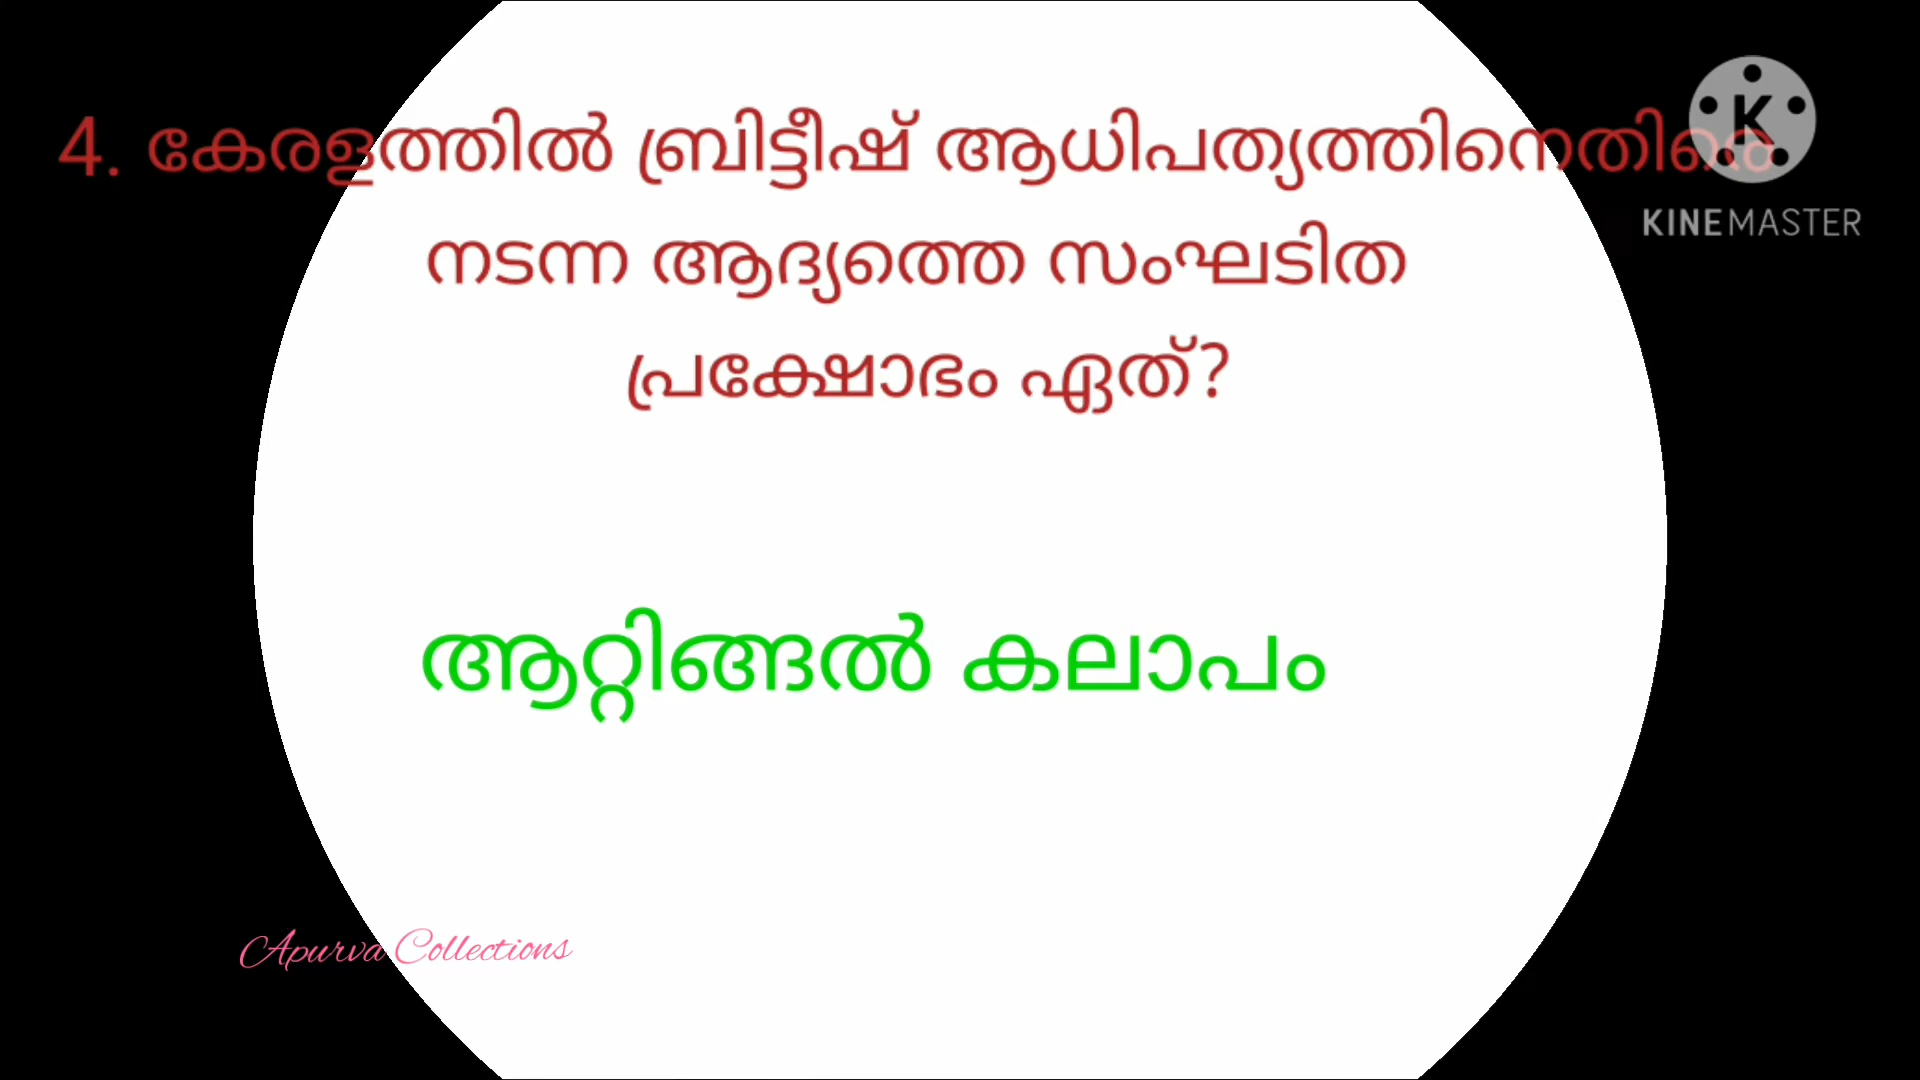 4. കേരളത്തിൽ ബ്രിട്ടീഷ് ആധിപത്യത്തിനെതിരെ
നടന്ന ആദ്യത്തെ സംഘടിത
പ്രക്ഷോഭം ഏത്?
ആറ്റിങ്ങൽ കലാപം
K
KINEMASTER
Apurva Collections